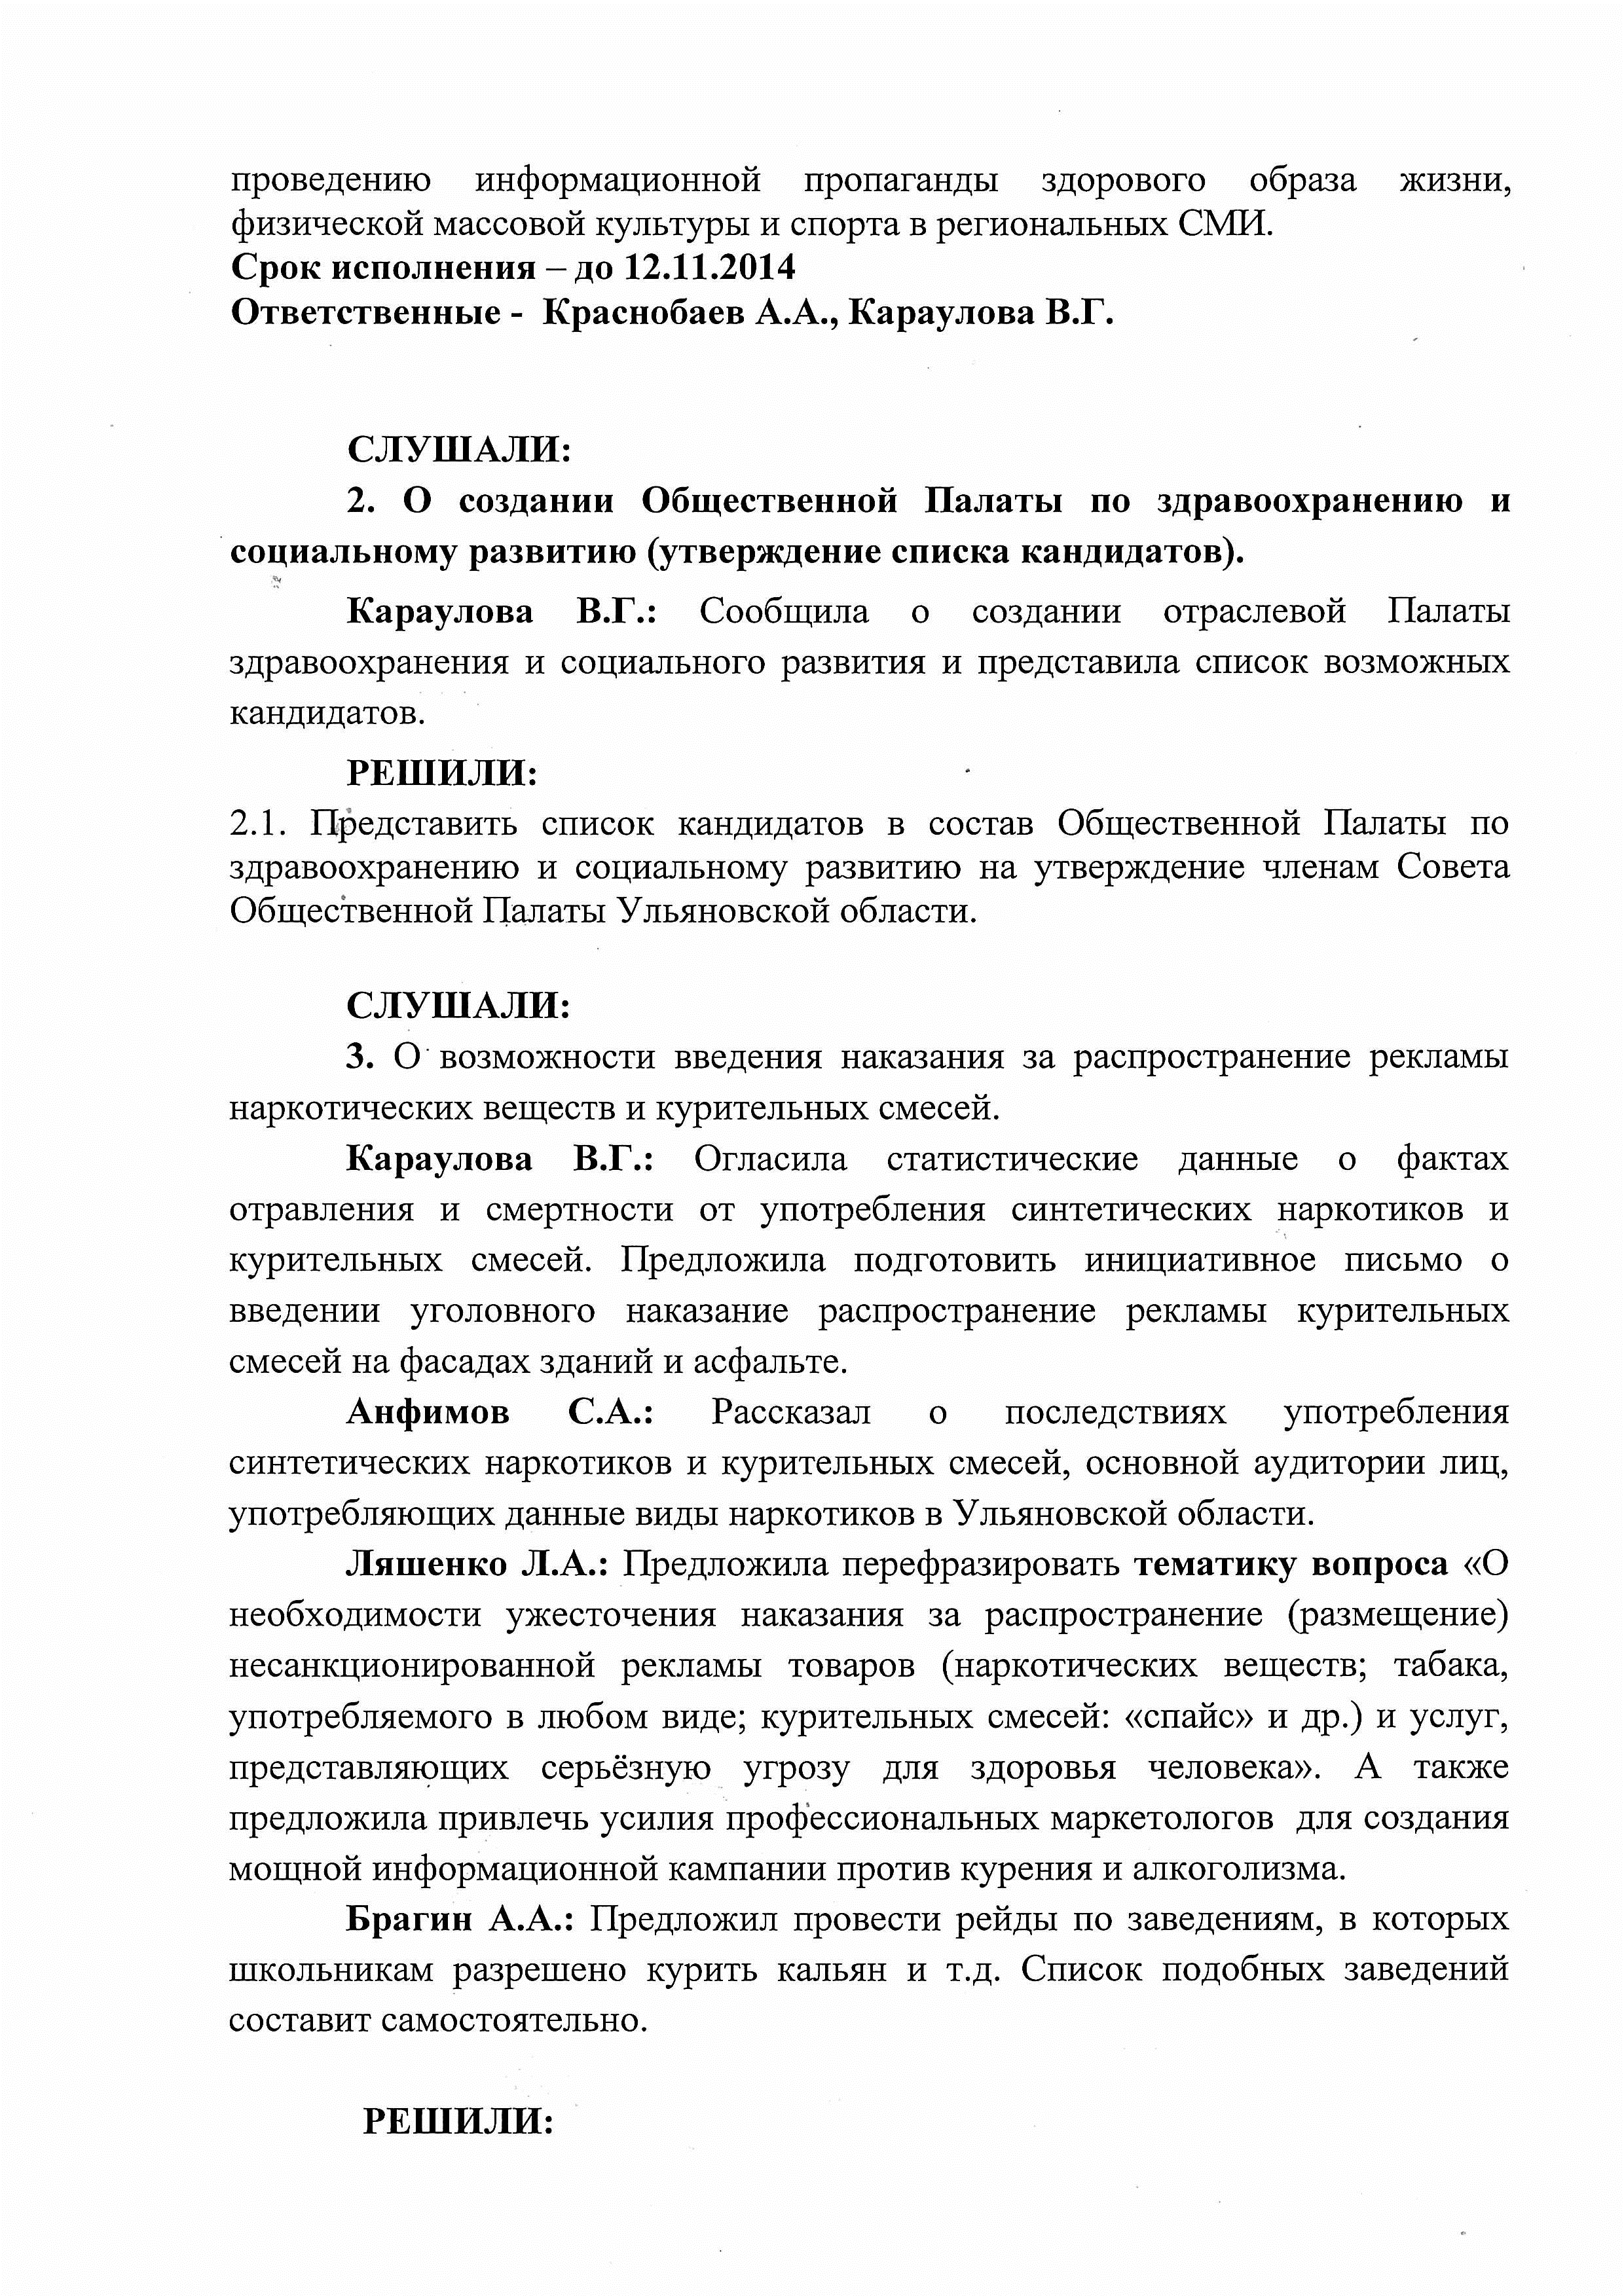 проведению информационной пропаганды здорового образа жизни,
физической массовой культуры и спорта в региональных СМИ.
Срок исполнения – до 12.11.2014
Ответственные - Краснобаев А.А., Караулова В.Г.
СЛУШАЛИ:
2. О создании Общественной Палаты по здравоохранению и
социальному развитию (утверждение списка кандидатов).
Караулова В.Г.: Сообщила о создании отраслевой Палаты
здравоохранения и социального развития и представила список возможных
кандидатов.
РЕШИЛИ:
2.1. Представить список кандидатов в состав Общественной Палаты по
здравоохранению и социальному развитию на утверждение членам Совета
Общественной Палаты Ульяновской области.
СЛУШАЛИ:
3. О возможности введения наказания за распространение рекламы
наркотических веществ и курительных смесей.
Караулова В.Г.: Огласила статистические данные о фактах
отравления и смертности от употребления синтетических наркотиков и
курительных смесей. Предложила подготовить инициативное письмо о
введении уголовного наказание распространение рекламы курительных
смесей на фасадах зданий и асфальте.
Анфимов С.А.: Рассказал о последствиях употребления
синтетических наркотиков и курительных смесей, основной аудитории лиц,
употребляющих данные виды наркотиков в Ульяновской области.
Ляшенко Л.А.: Предложила перефразировать тематику вопроса «О
необходимости ужесточения наказания за распространение (размещение)
несанкционированной рекламы товаров (наркотических веществ; табака,
употребляемого в любом виде; курительных смесей: «спайс» и др.) и услуг,
представляющих серьёзную угрозу для здоровья человека». А также
предложила привлечь усилия профессиональных маркетологов для создания
мощной информационной кампании против курения и алкоголизма.
Брагин А.А.: Предложил провести рейды по заведениям, в которых
школьникам разрешено курить кальян и т.д. Список подобных заведений
составит самостоятельно.
РЕШИЛИ: